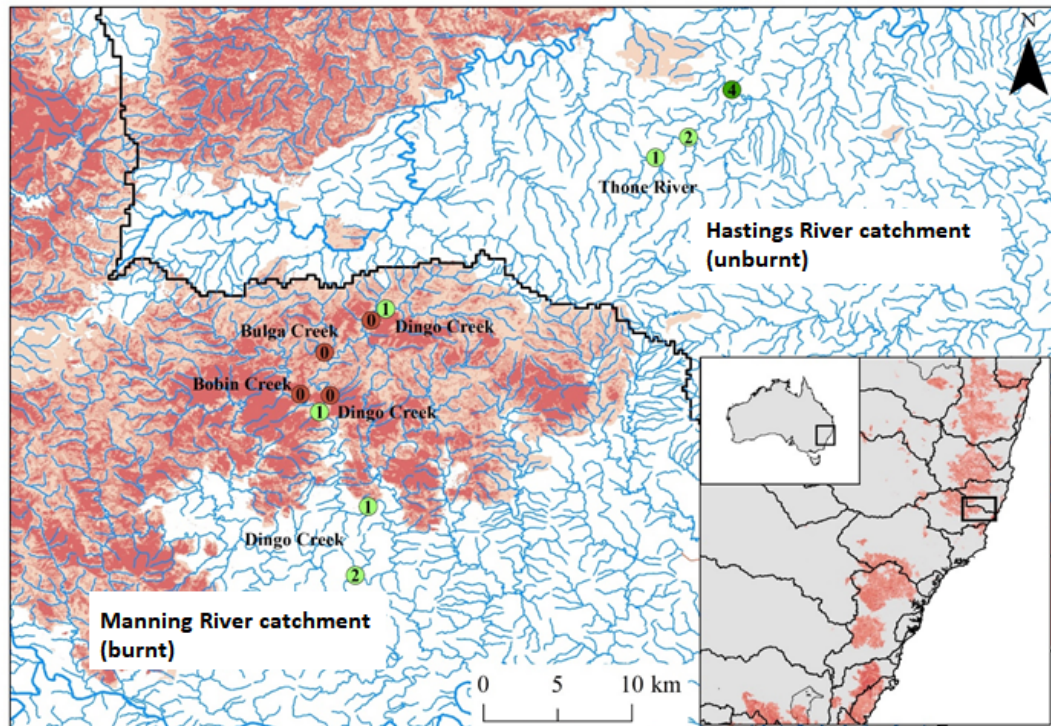 N
4
2
1
Thone River
Hastings River catchment
(unburnt)
1
0
Bulga Creek
Dingo Creek
0
Bobin Creek
0
0
1
Dingo Creek
1
Dingo Creek
2
Manning River catchment
(burnt)
0 5 10 km